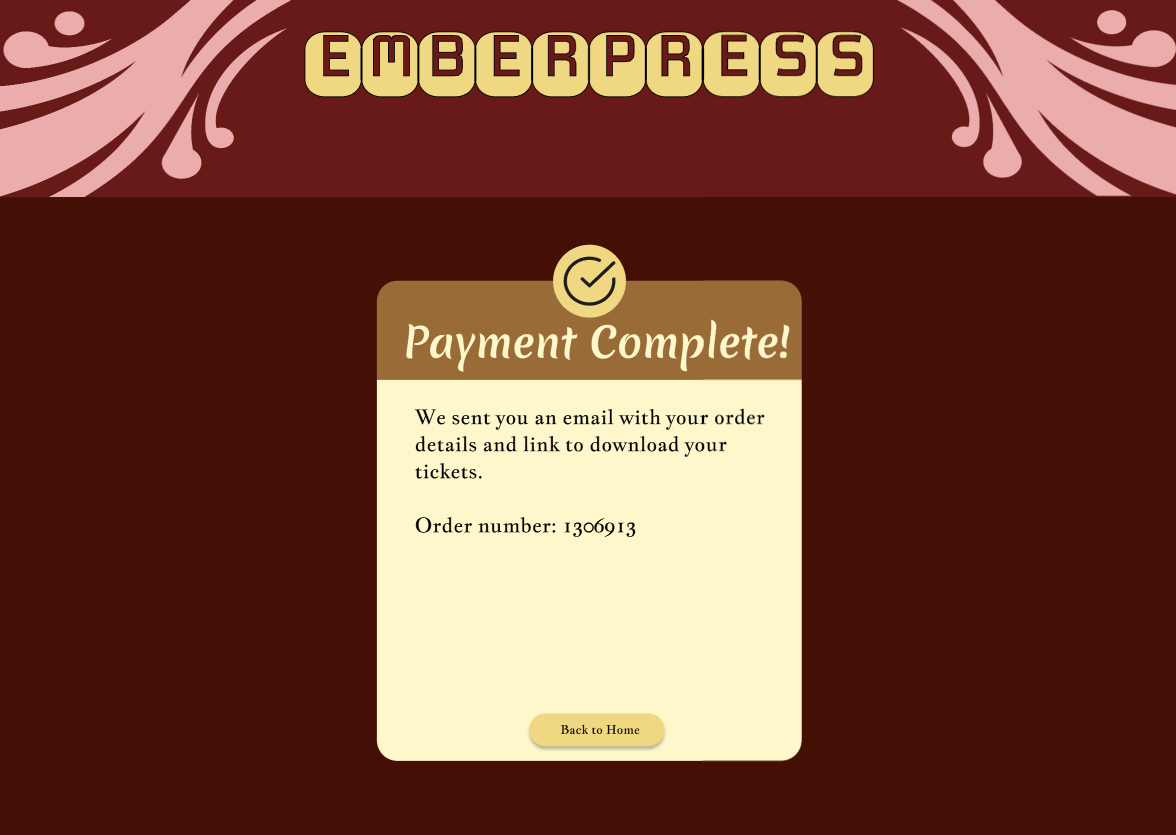 EMBERPRESS
Payment Complete!
We sent you an email with your order
details and link to download your
tickets.
Order number: 1306913
Back to Home